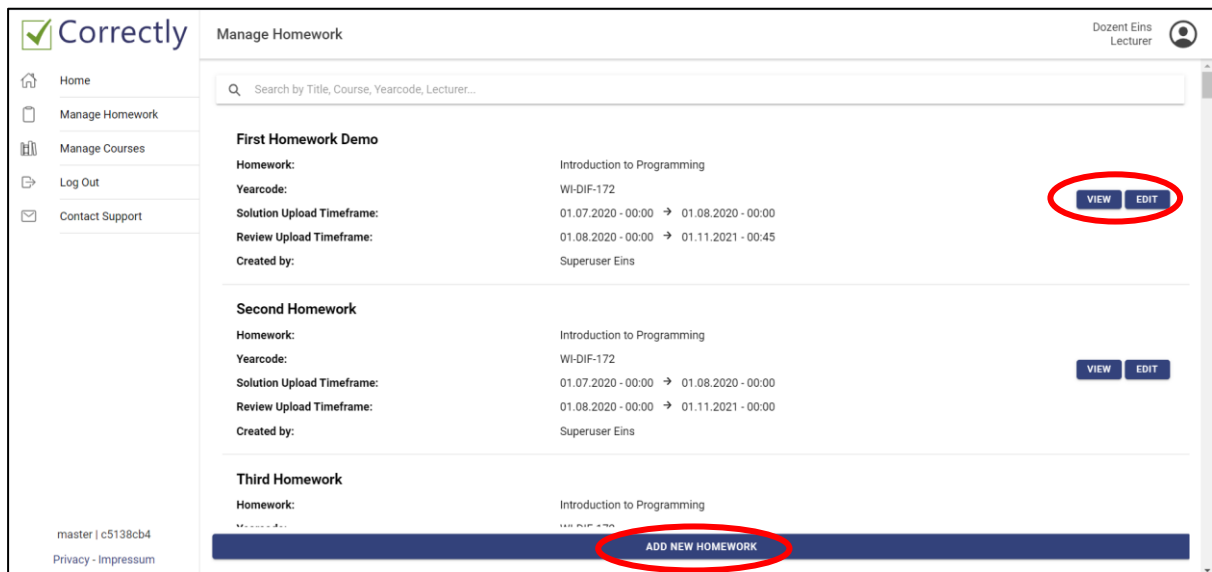 Correctly
Manage Homework
Dozent Eins
Lecturer
Home
Manage Homework
Manage Courses
Log Out
Contact Support
Search by Title, Course, Yearcode, Lecturer...
First Homework Demo
Homework: Introduction to Programming
Yearcode: WI-DIF-172
Solution Upload Timeframe: 01.07.2020 - 00:00 → 01.08.2020 - 00:00
Review Upload Timeframe: 01.08.2020 - 00:00 → 01.11.2021 - 00:45
Created by: Superuser Eins
VIEW EDIT
Second Homework
Homework: Introduction to Programming
Yearcode: WI-DIF-172
Solution Upload Timeframe: 01.07.2020 - 00:00 → 01.08.2020 - 00:00
Review Upload Timeframe: 01.08.2020 - 00:00 → 01.11.2021 - 00:00
Created by: Superuser Eins
VIEW EDIT
Third Homework
Homework: Introduction to Programming
ADD NEW HOMEWORK
master | c5138cb4
Privacy - Impressum